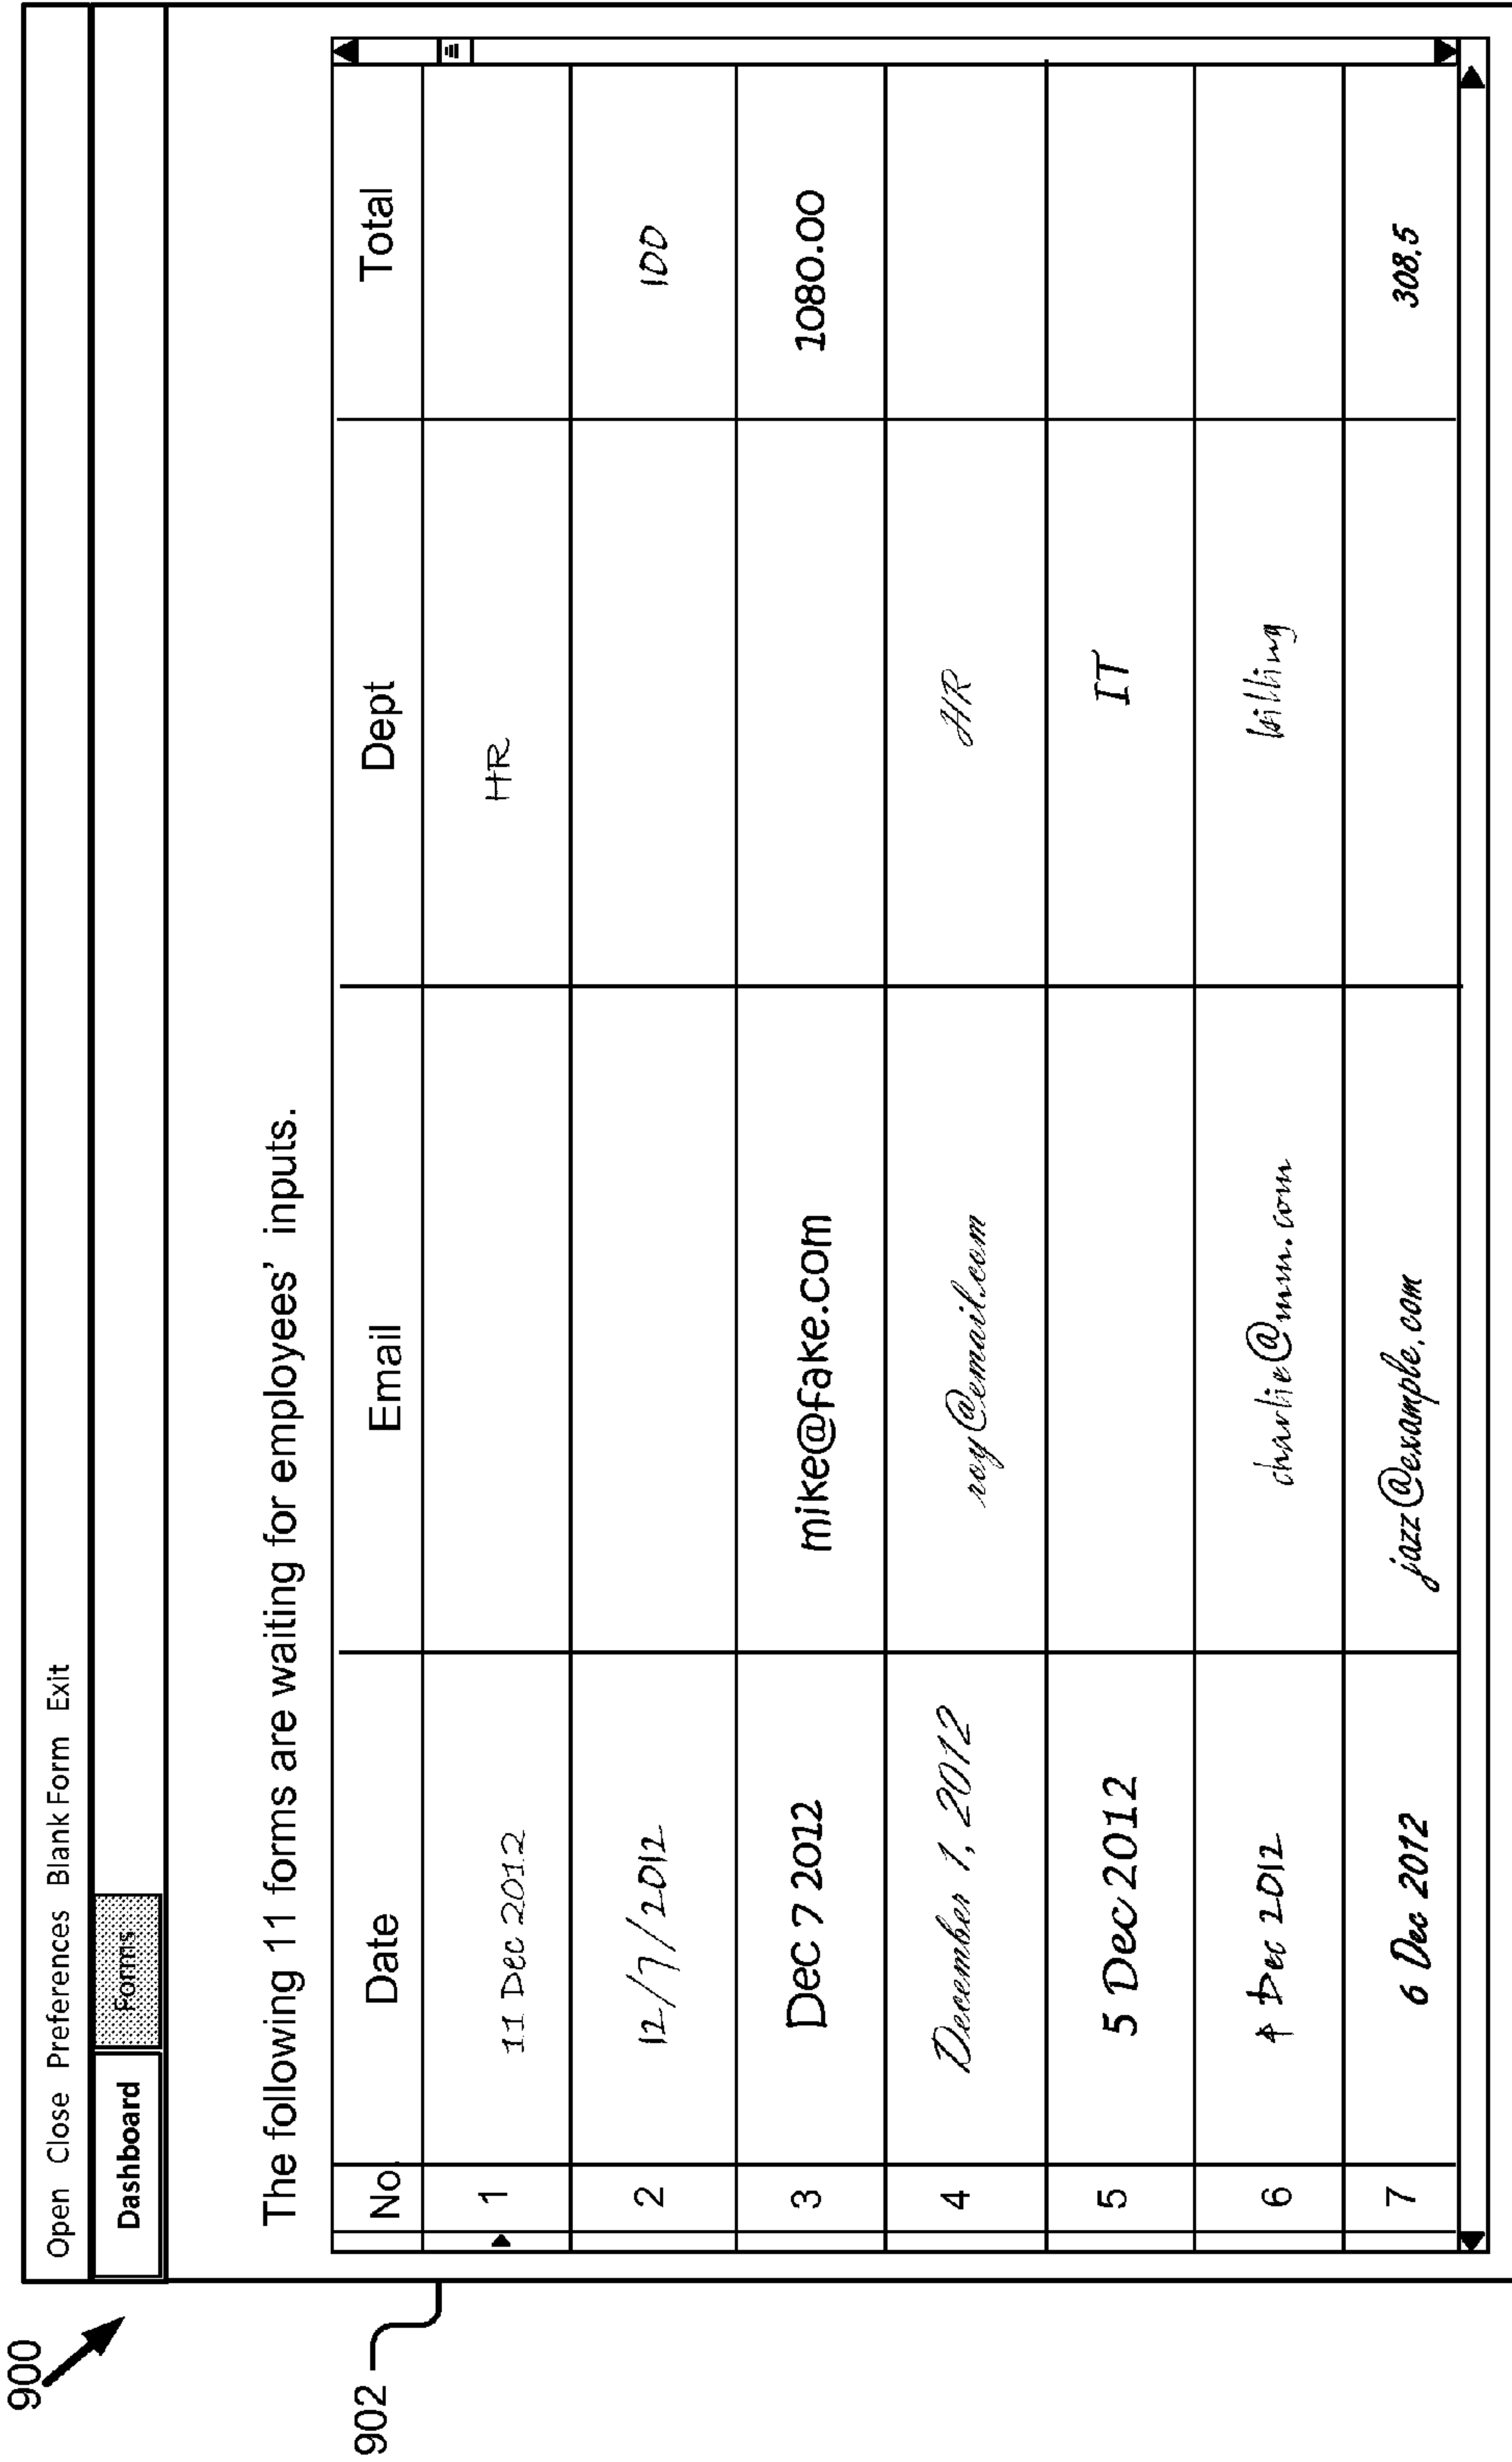 900
Open Close Preferences Blank Form Exit
Dashboard Forms
902
The following 11 forms are waiting for employees' inputs.
No. Date Email Dept Total
1 11 Dec 2012 HR
2 12/7/2012 100
3 Dec 7 2012 mike@fake.com 1080.00
4 December 1, 2012 roy@email.com HR
5 5 Dec 2012 IT
6 Dec 2012 charlie@mm.com billing
7 6 Dec 2012 jazz@example.com 308.5